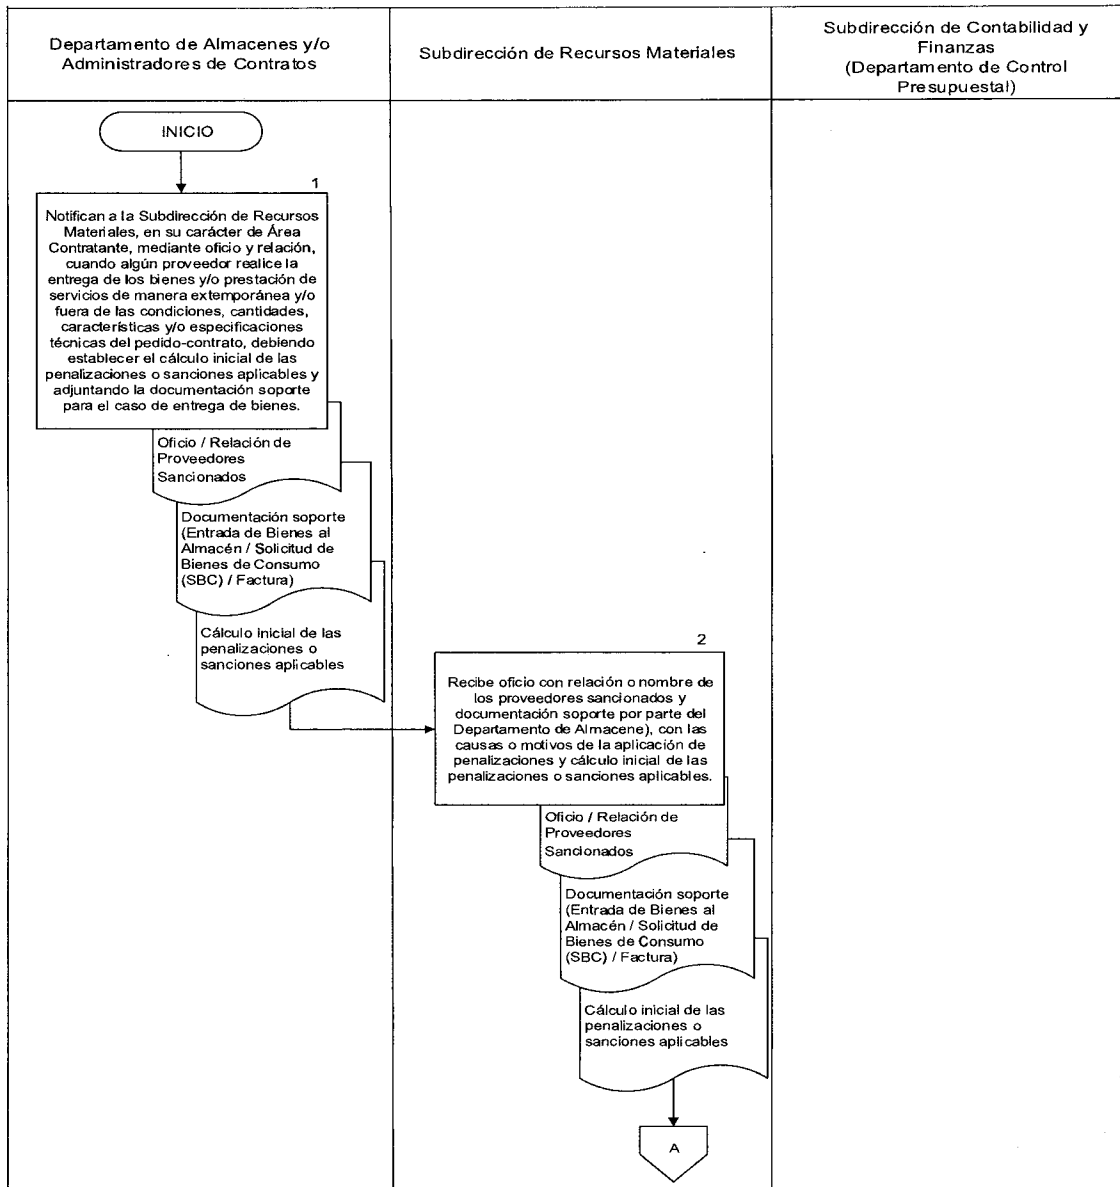 Departamento de Almacenes y/o
Administradores de Contratos
Subdirección de Recursos Materiales
Subdirección de Contabilidad y
Finanzas
(Departamento de Control
Presupuestal)
INICIO
1
Notifican a la Subdirección de Recursos
Materiales, en su carácter de Área
Contratante, mediante oficio y relación,
cuando algún proveedor realice la
entrega de los bienes y/o prestación de
servicios de manera extemporánea y/o
fuera de las condiciones, cantidades,
características y/o especificaciones
técnicas del pedido-contrato, debiendo
establecer el cálculo inicial de las
penalizaciones o sanciones aplicables y
adjuntando la documentación soporte
para el caso de entrega de bienes.
Oficio / Relación de
Proveedores
Sancionados
Documentación soporte
(Entrada de Bienes al
Almacén / Solicitud de
Bienes de Consumo
(SBC) / Factura)
Cálculo inicial de las
penalizaciones o
sanciones aplicables
2
Recibe oficio con relación o nombre de
los proveedores sancionados y
documentación soporte por parte del
Departamento de Almacene), con las
causas o motivos de la aplicación de
penalizaciones y cálculo inicial de las
penalizaciones o sanciones aplicables.
Oficio / Relación de
Proveedores
Sancionados
Documentación soporte
(Entrada de Bienes al
Almacén / Solicitud de
Bienes de Consumo
(SBC) / Factura)
Cálculo inicial de las
penalizaciones o
sanciones aplicables
A